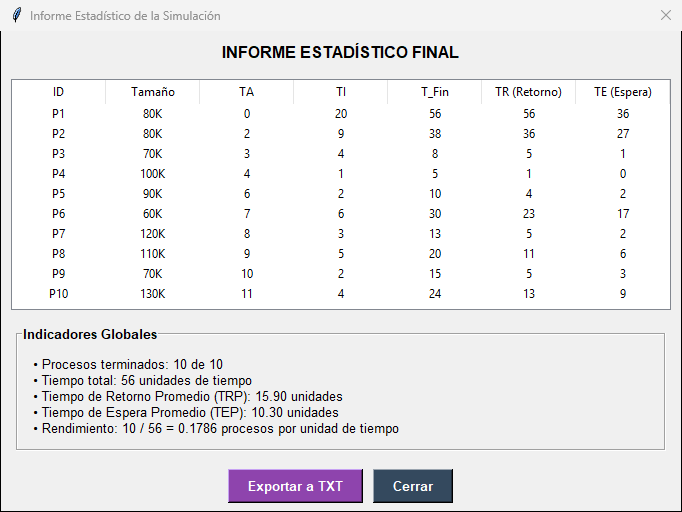 Informe Estadístico de la Simulación
INFORME ESTADÍSTICO FINAL
ID Tamaño TA TI T_Fin TR (Retorno) TE (Espera)
P1 80K 0 20 56 56 36
P2 80K 2 9 38 36 27
P3 70K 3 4 8 5 1
P4 100K 4 1 5 1 0
P5 90K 6 2 10 4 2
P6 60K 7 6 30 23 17
P7 120K 8 3 13 5 2
P8 110K 9 5 20 11 6
P9 70K 10 2 15 5 3
P10 130K 11 4 24 13 9
Indicadores Globales
• Procesos terminados: 10 de 10
• Tiempo total: 56 unidades de tiempo
• Tiempo de Retorno Promedio (TRP): 15.90 unidades
• Tiempo de Espera Promedio (TEP): 10.30 unidades
• Rendimiento: 10 / 56 = 0.1786 procesos por unidad de tiempo
Exportar a TXT Cerrar